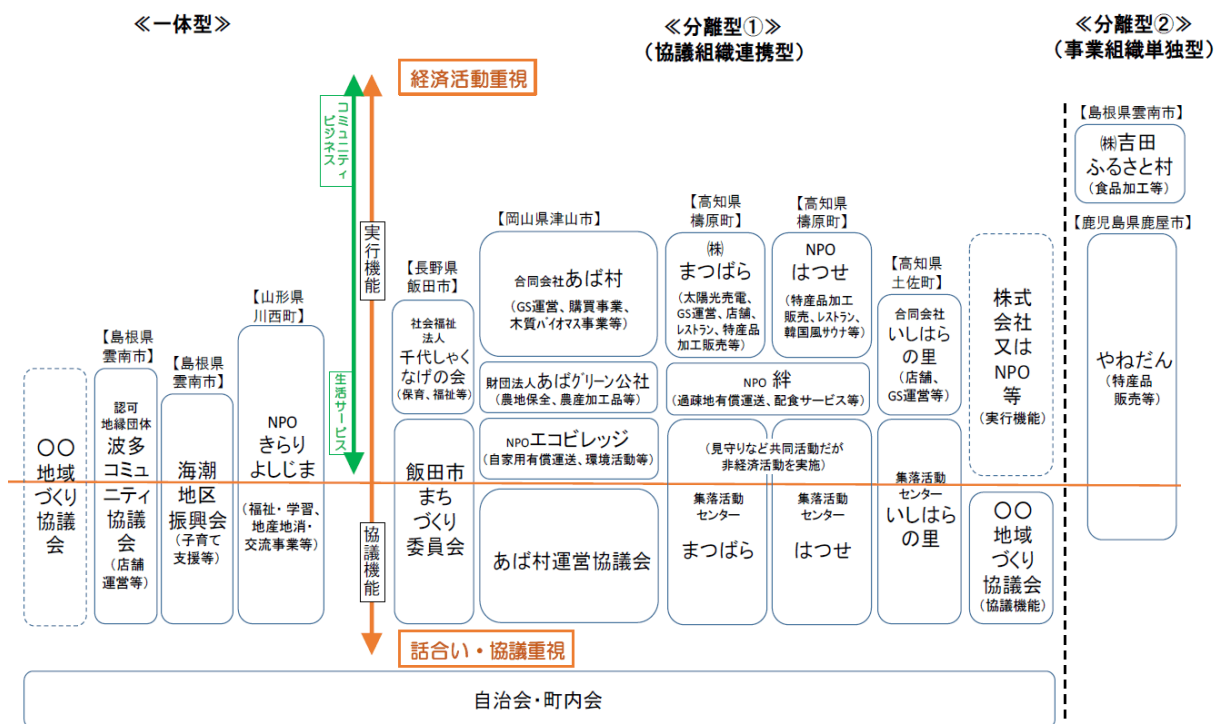 ≪一体型≫
≪分離型①≫
(協議組織連携型)
≪分離型②≫
(事業組織単独型)
経済活動重視
コミュニティ
ビジネス
実行機能
生活サービス
協議機能
話合い・協議重視
〇〇
地域
づくり
協議
会
【島根県
雲南市】
認可
地縁団体
波多
コミュ
ニティ
協議
会
(店舗
運営等)
【島根県
雲南市】
海潮
地区
振興会
(子育て
支援等)
【山形県
川西町】
NPO
きらり
よしじま
(福祉・学習、
地産地消・
交流事業等)
【長野県
飯田市】
社会福祉
法人
千代しゃく
なげの会
(保育、福祉等)
飯田市
まち
づくり
委員会
【岡山県津山市】
合同会社あば村
(GS運営、購買事業、
木質バイオマス事業等)
財団法人あばグリーン公社
(農地保全、農産加工品等)
NPOエコビレッジ
(自家用有償運送、環境活動等)
あば村運営協議会
【高知県
檮原町】
㈱
まつばら
(太陽光売電、
GS運営、店舗、
レストラン、特産品
加工販売等)
【高知県
檮原町】
NPO
はつせ
(特産品加工
販売、レストラン、
韓国風サウナ等)
NPO 絆
(過疎地有償運送、配食サービス等)
(見守りなど共同活動だが
非経済活動を実施)
集落活動
センター
まつばら
集落活動
センター
はつせ
【高知県
土佐町】
合同会社
いしはら
の里
(店舗、
GS運営等)
集落活動
センター
いしはら
の里
株式
会社
又は
NPO
等
(実行機能)
〇〇
地域
づくり
協議会
(協議機能)
【島根県雲南市】
㈱吉田
ふるさと村
(食品加工等)
【鹿児島県鹿屋市】
やねだん
(特産品
販売等)
自治会・町内会